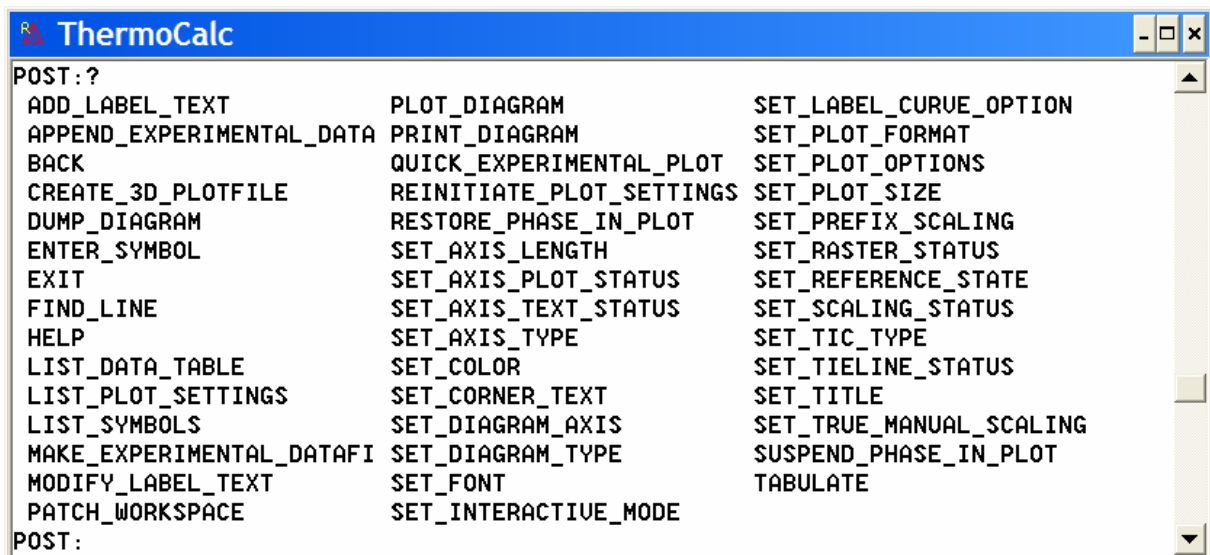 ThermoCalc
POST:?
ADD_LABEL_TEXT PLOT_DIAGRAM SET_LABEL_CURVE_OPTION
APPEND_EXPERIMENTAL_DATA PRINT_DIAGRAM SET_PLOT_FORMAT
BACK QUICK_EXPERIMENTAL_PLOT SET_PLOT_OPTIONS
CREATE_3D_PLOTFILE REINITIATE_PLOT_SETTINGS SET_PLOT_SIZE
DUMP_DIAGRAM RESTORE_PHASE_IN_PLOT SET_PREFIX_SCALING
ENTER_SYMBOL SET_AXIS_LENGTH SET_RASTER_STATUS
EXIT SET_AXIS_PLOT_STATUS SET_REFERENCE_STATE
FIND_LINE SET_AXIS_TEXT_STATUS SET_SCALING_STATUS
HELP SET_AXIS_TYPE SET_TIC_TYPE
LIST_DATA_TABLE SET_COLOR SET_TIELINE_STATUS
LIST_PLOT_SETTINGS SET_CORNER_TEXT SET_TITLE
LIST_SYMBOLS SET_DIAGRAM_AXIS SET_TRUE_MANUAL_SCALING
MAKE_EXPERIMENTAL_DATAFI SET_DIAGRAM_TYPE SUSPEND_PHASE_IN_PLOT
MODIFY_LABEL_TEXT SET_FONT TABULATE
PATCH_WORKSPACE SET_INTERACTIVE_MODE
POST: